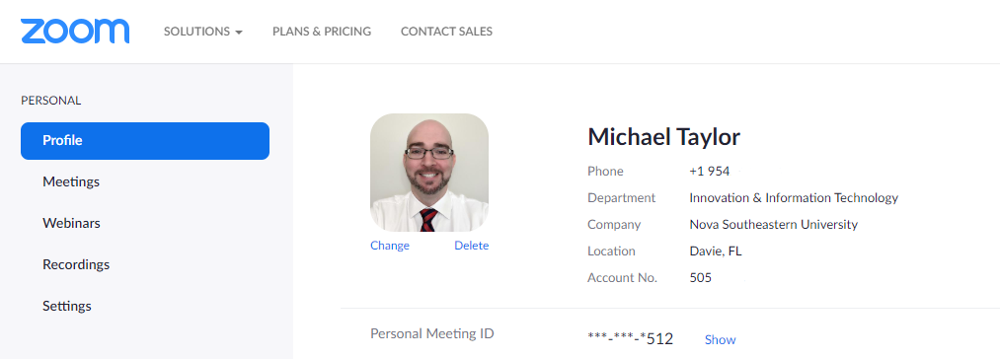 zoom SOLUTIONS PLANS & PRICING CONTACT SALES
PERSONAL
Profile
Meetings
Webinars
Recordings
Settings
Change Delete
Michael Taylor
Phone +1 954
Department Innovation & Information Technology
Company Nova Southeastern University
Location Davie, FL
Account No. 505
Personal Meeting ID ***-***-*512 Show